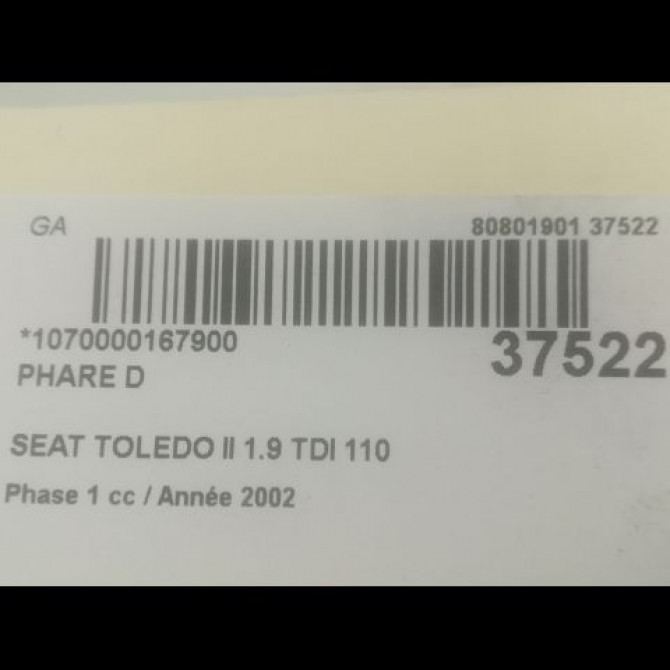 GA 80801901 37522
*1070000167900
37522
PHARE D
SEAT TOLEDO II 1.9 TDI 110
Phase 1 cc / Année 2002